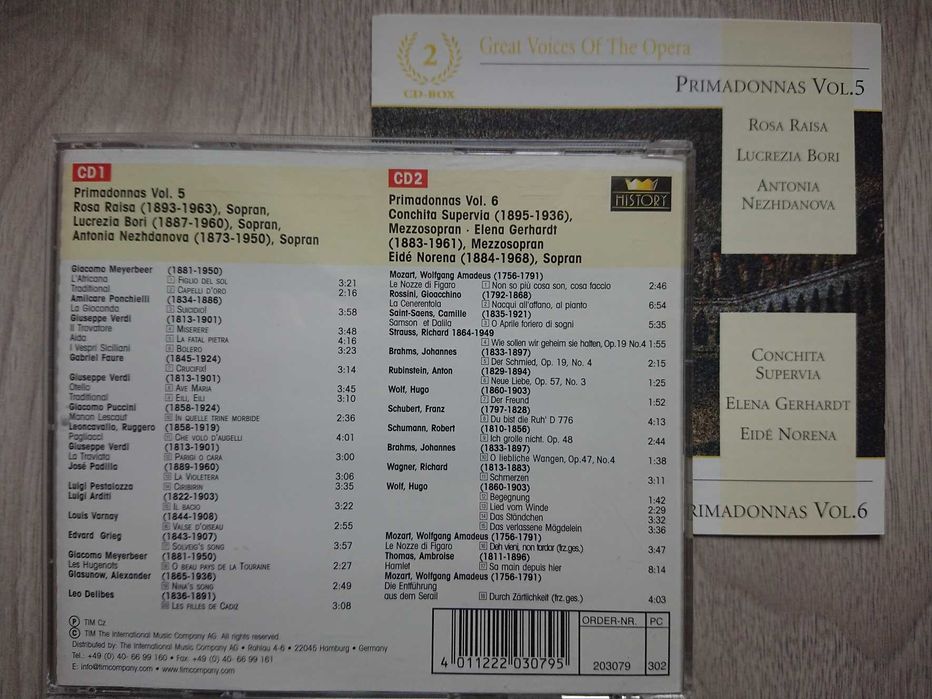 2
CD-BOX
Great Voices Of The Opera
PRIMADONNAS VOL.5
ROSA RAISA
LUCREZIA BORI
ANTONIA
NEZHDANOVA
CONCHITA
SUPERVIA
ELENA GERHARDT
EIDÉ NORENA
PRIMADONNAS VOL.6
CD1
Primadonnas Vol. 5
Rosa Raisa (1893-1963), Sopran,
Lucrezia Bori (1887-1960), Sopran,
Antonia Nezhdanova (1873-1950), Sopran
Giacomo Meyerbeer (1881-1950)
L'Africana 1 FIGLIO DEL SOL 3:21
Traditional 2 CAPELLI D'ORO 2:16
Amilcare Ponchielli (1834-1886)
La Gioconda 3 SUICIDIO! 3:58
Giuseppe Verdi (1813-1901)
Il Trovatore 4 MISERERE 3:48
Aida 5 LA FATAL PIETRA 4:16
I Vespri Siciliani 6 BOLERO 3:23
Gabriel Faure (1845-1924)
7 CRUCIFIX! 3:14
Giuseppe Verdi (1813-1901)
Otello 8 AVE MARIA 3:45
Traditional 9 EILI, EILI 3:10
Giacomo Puccini (1858-1924)
Manon Lescaut 10 IN QUELLE TRINE MORBIDE 2:36
Leoncavallo, Ruggero (1858-1919)
Pagliacci 11 CHE VOLO D'AUGELLI 4:01
Giuseppe Verdi (1813-1901)
La Traviata 12 PARIGI O CARA 3:00
José Padilla (1889-1960)
13 LA VIOLETERA 3:06
Luigi Pestalozza 14 CIRIBIRIN 3:35
Luigi Arditi (1822-1903)
15 IL BACIO 3:22
Louis Varnay (1844-1908)
16 VALSE D'OISEAU 2:55
Edvard Grieg (1843-1907)
17 SOLVEIG'S SONG 3:57
Giacomo Meyerbeer (1881-1950)
Les Hugenots 18 O BEAU PAYS DE LA TOURAINE 2:27
Glasunow, Alexander (1865-1936)
19 NINA'S SONG 2:49
Leo Delibes (1836-1891)
20 LES FILLES DE CADIZ 3:08
P TIM Cz
C TIM The International Music Company AG. All rights reserved.
Distributed by: The International Music Company AG • Rahlau 4-6 • 22045 Hamburg • Germany
Tel.: +49 (0) 40- 66 99 160 • Fax: +49 (0) 40- 66 99 161
E: info@timcompany.com • www.timcompany.com
CD2
HISTORY
Primadonnas Vol. 6
Conchita Supervia (1895-1936),
Mezzosopran · Elena Gerhardt
(1883-1961), Mezzosopran
Eidé Norena (1884-1968), Sopran
Mozart, Wolfgang Amadeus (1756-1791)
Le Nozze di Figaro 1 Non so più cosa son, cosa faccio 2:46
Rossini, Gioacchino (1792-1868)
La Cenerentola 2 Nacqui all'affano, al pianto 6:54
Saint-Saens, Camille (1835-1921)
Samson et Dalila 3 O Aprile foriero di sogni 5:35
Strauss, Richard 1864-1949
4 Wie sollen wir geheim sie halten, Op.19 No.4 1:55
Brahms, Johannes (1833-1897)
5 Der Schmied, Op. 19, No. 4 2:15
Rubinstein, Anton (1829-1894)
6 Neue Liebe, Op. 57, No. 3 1:25
Wolf, Hugo (1860-1903)
7 Der Freund 1:52
Schubert, Franz (1797-1828)
8 Du bist die Ruh' D 776 4:13
Schumann, Robert (1810-1856)
9 Ich grolle nicht. Op. 48 2:44
Brahms, Johannes (1833-1897)
10 O liebliche Wangen, Op.47, No.4 1:38
Wagner, Richard (1813-1883)
11 Schmerzen 3:11
Wolf, Hugo (1860-1903)
12 Begegnung 1:42
13 Lied vom Winde 2:29
14 Das Ständchen 3:32
15 Das verlassene Mägdelein 3:36
Mozart, Wolfgang Amadeus (1756-1791)
Le Nozze di Figaro 16 Deh vieni, non tardar (frz.ges.) 3:47
Thomas, Ambroise (1811-1896)
Hamlet 17 Sa main depuis hier 8:14
Mozart, Wolfgang Amadeus (1756-1791)
Die Entführung
aus dem Serail 18 Durch Zärtlichkeit (frz.ges.) 4:03
4 011222 030795
ORDER-NR. PC
203079 302